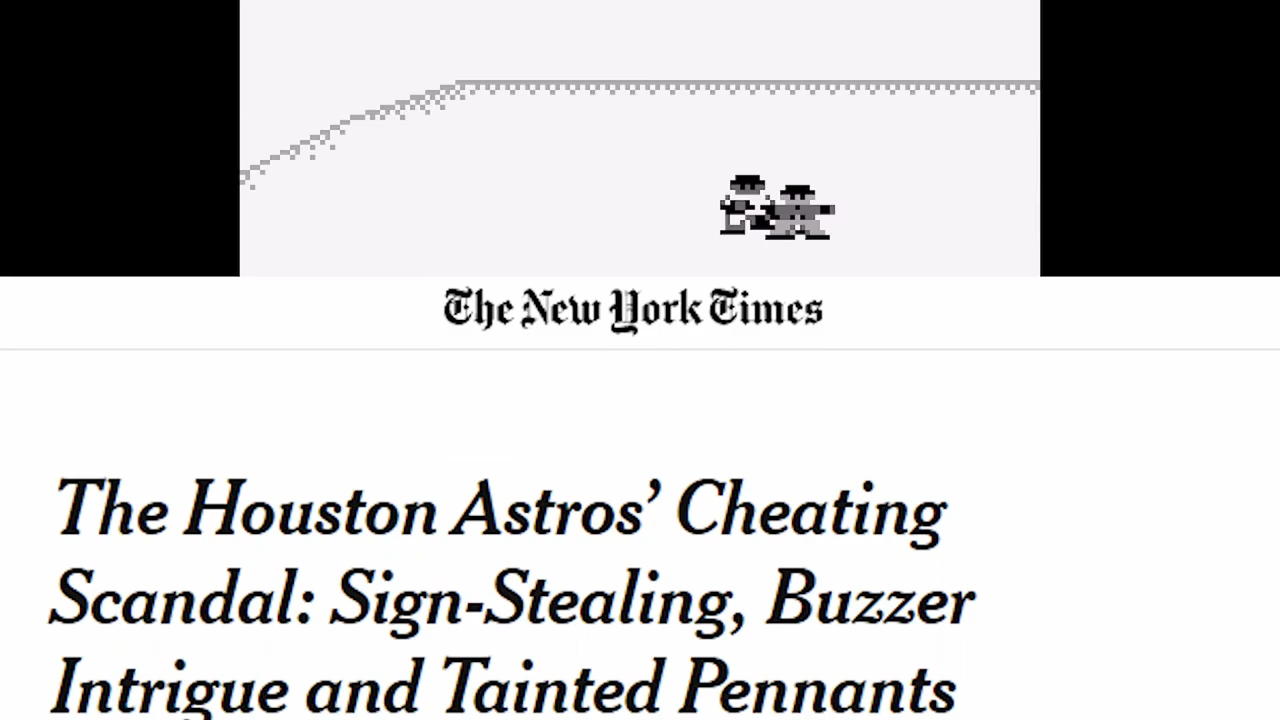 The New York Times
The Houston Astros’ Cheating
Scandal: Sign-Stealing, Buzzer
Intrigue and Tainted Pennants